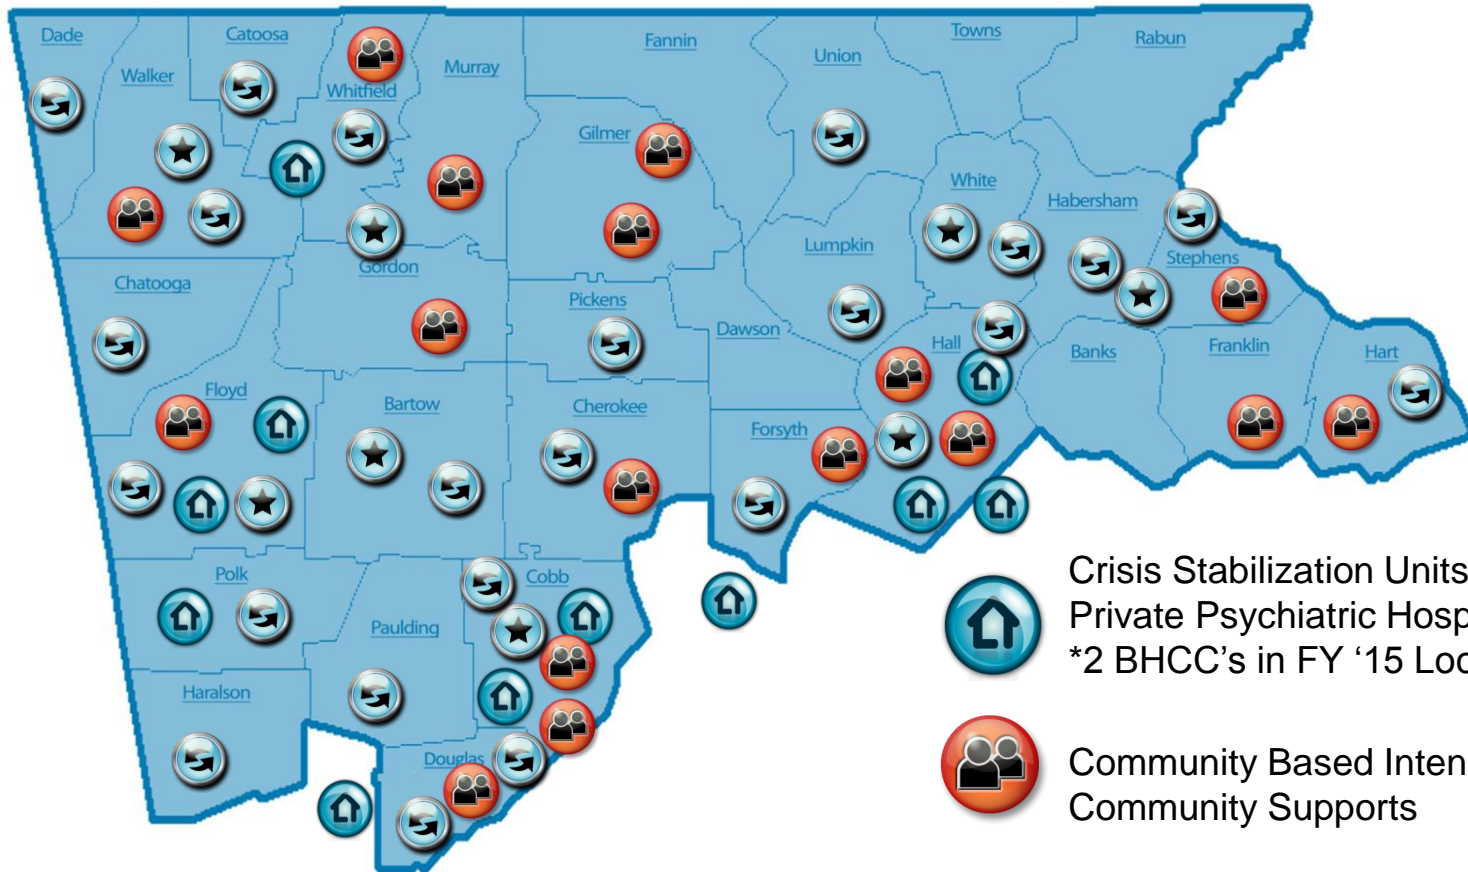 Dade
Catoosa
Fannin
Union
Towns
Rabun
Walker
Whitfield
Murray
Gilmer
White
Habersham
Lumpkin
Stephens
Chatooga
Gordon
Pickens
Dawson
Hall
Banks
Franklin
Hart
Floyd
Bartow
Cherokee
Forsyth
Polk
Cobb
Paulding
Haralson
Douglas
Crisis Stabilization Units
Private Psychiatric Hosp
*2 BHCC’s in FY ‘15 Loc
Community Based Inten
Community Supports